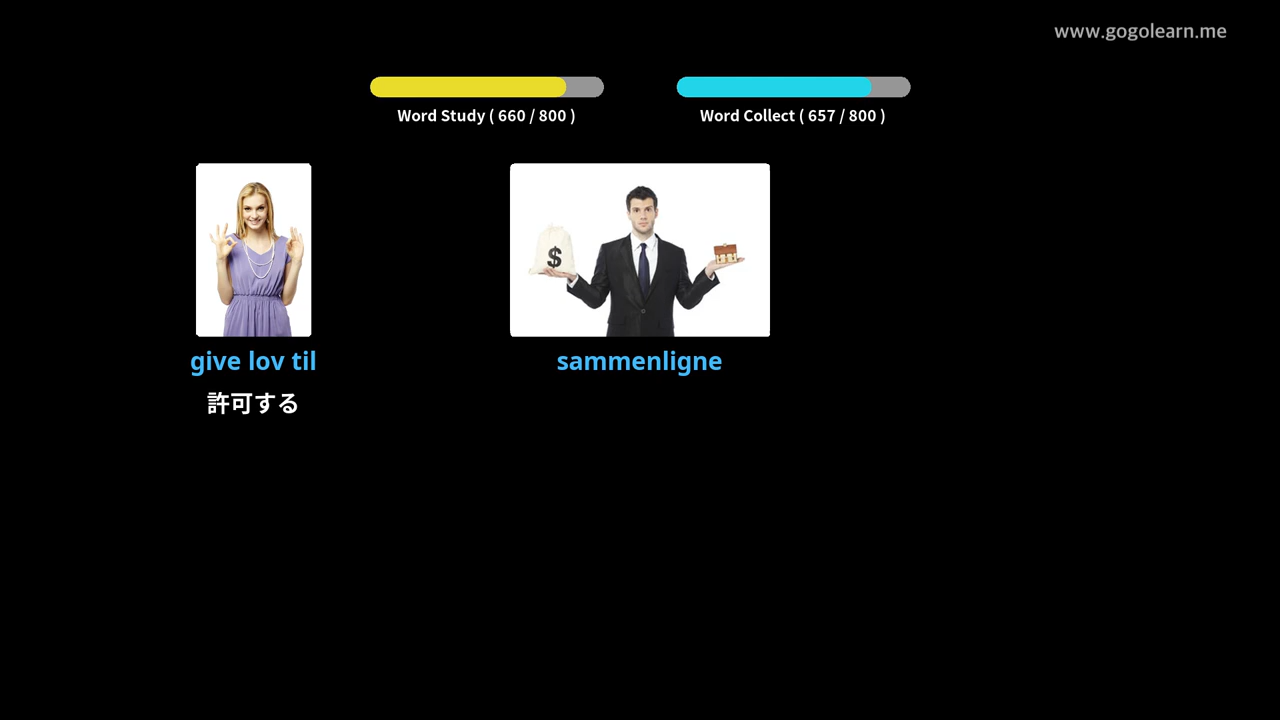 www.gogolearn.me
Word Study ( 660 / 800 )
Word Collect ( 657 / 800 )
$
give lov til
sammenligne
許可する